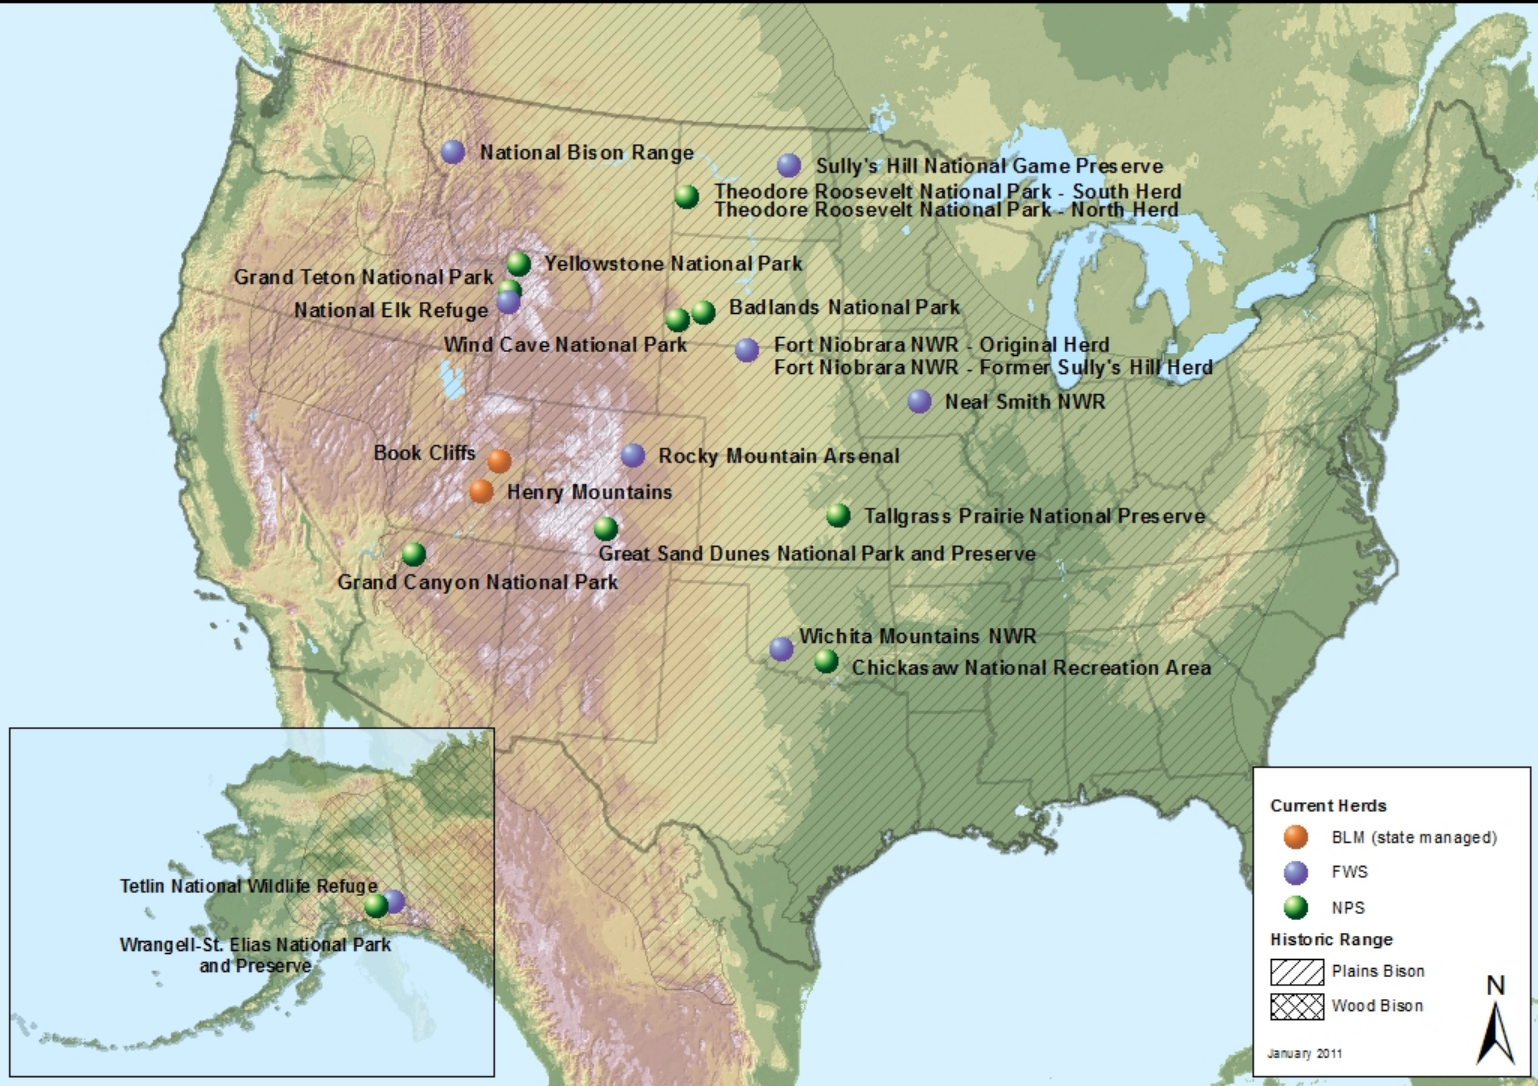 National Bison Range
Sully's Hill National Game Preserve
Theodore Roosevelt National Park - South Herd
Theodore Roosevelt National Park - North Herd
Yellowstone National Park
Grand Teton National Park
National Elk Refuge
Badlands National Park
Wind Cave National Park
Fort Niobrara NWR - Original Herd
Fort Niobrara NWR - Former Sully's Hill Herd
Neal Smith NWR
Book Cliffs
Rocky Mountain Arsenal
Henry Mountains
Tallgrass Prairie National Preserve
Great Sand Dunes National Park and Preserve
Grand Canyon National Park
Wichita Mountains NWR
Chickasaw National Recreation Area
Tetlin National Wildlife Refuge
Wrangell-St. Elias National Park
and Preserve
Current Herds
BLM (state managed)
FWS
NPS
Historic Range
Plains Bison
Wood Bison
N
January 2011